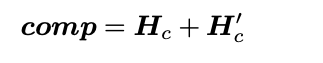 comp = H_c + H'_c